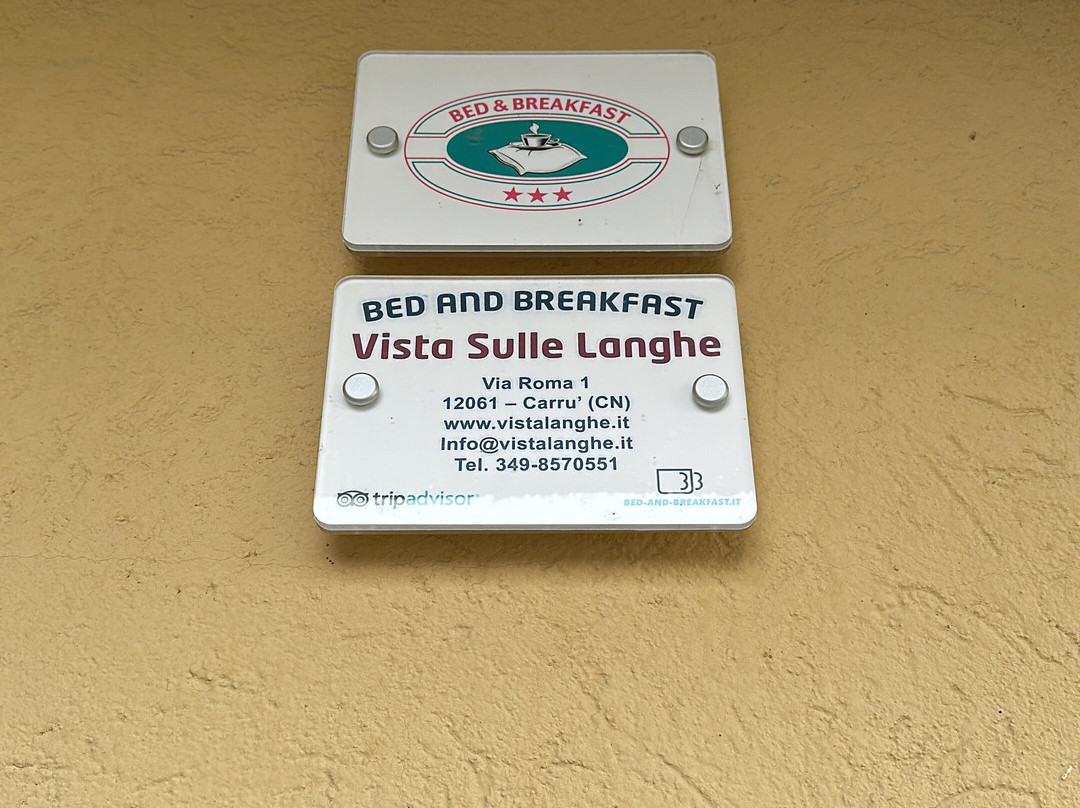 BED & BREAKFAST
BED AND BREAKFAST
Vista Sulle Langhe
Via Roma 1
12061 – Carru' (CN)
www.vistalanghe.it
Info@vistalanghe.it
Tel. 349-8570551
tripadvisor
BED-AND-BREAKFAST.IT